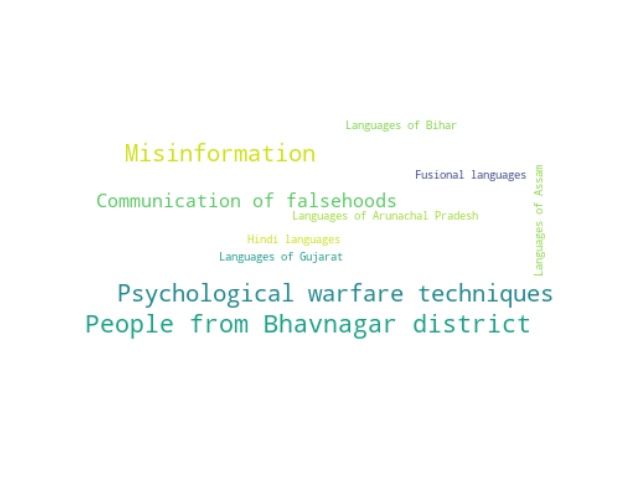 Languages of Bihar
Misinformation
Fusional languages
Languages of Assam
Communication of falsehoods
Languages of Arunachal Pradesh
Hindi languages
Languages of Gujarat
Psychological warfare techniques
People from Bhavnagar district